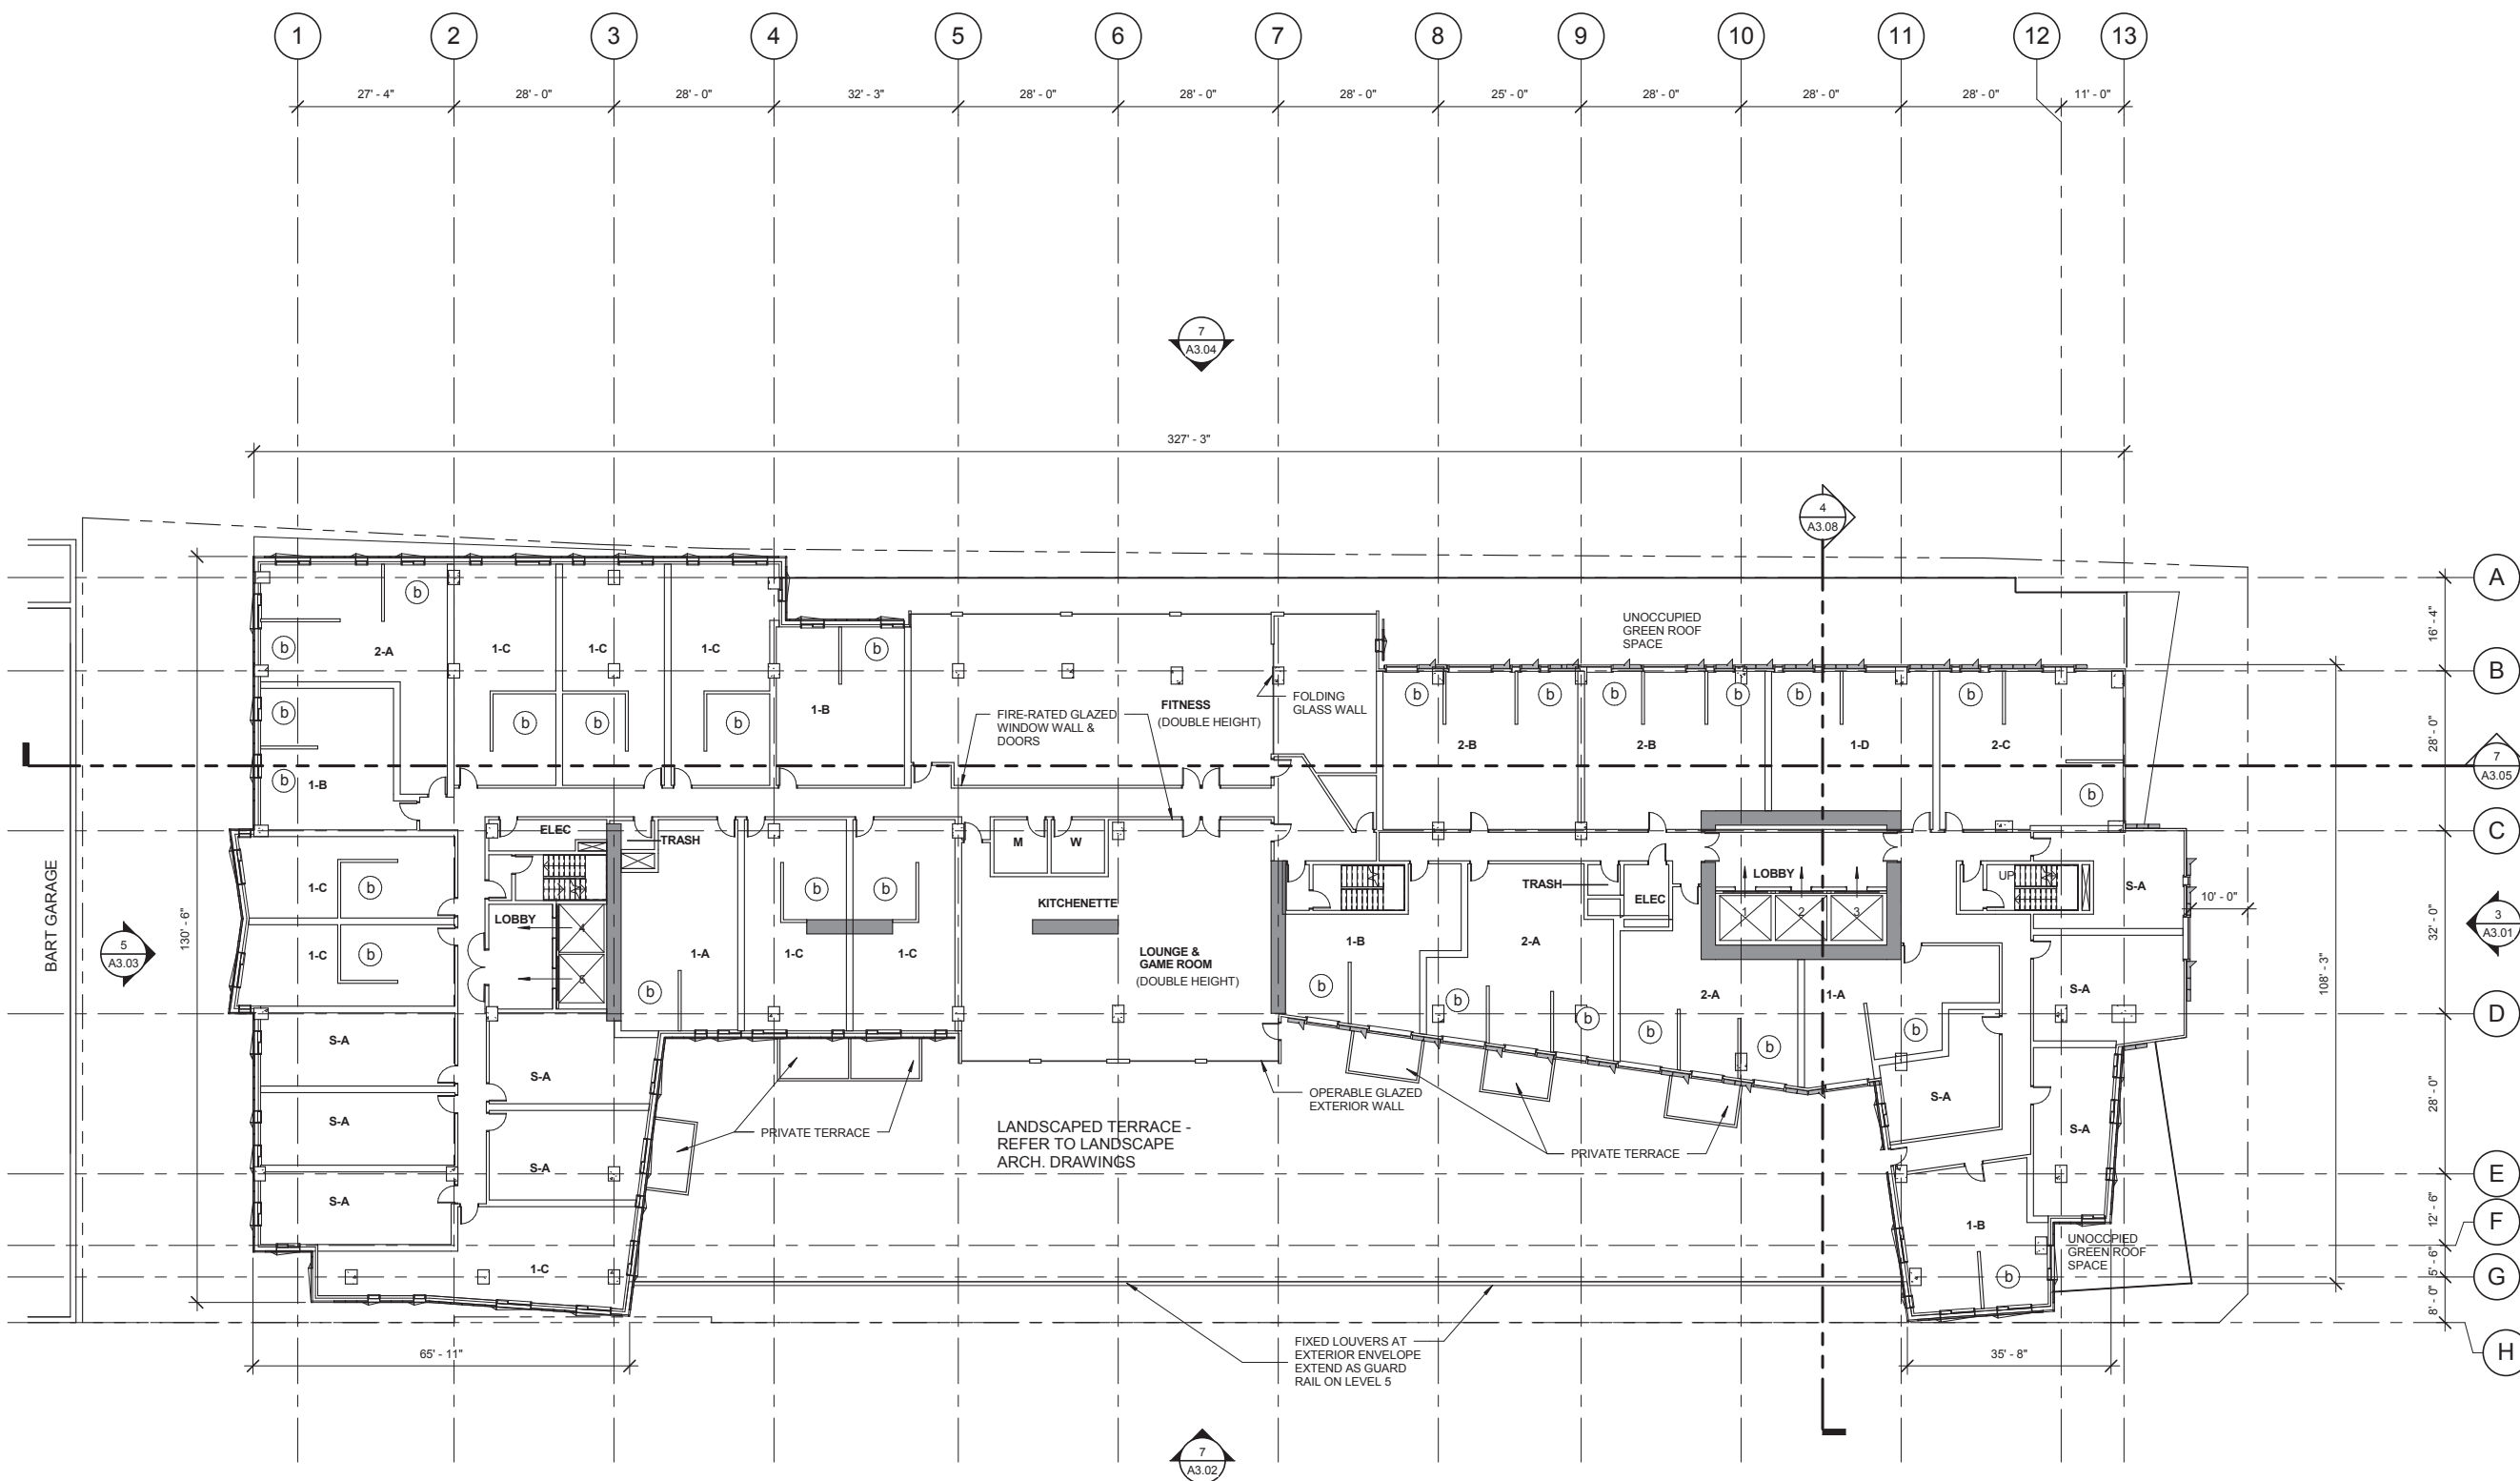 1 2 3 4 5 6 7 8 9 10 11 12 13
27' - 4" 28' - 0" 28' - 0" 32' - 3" 28' - 0" 28' - 0" 28' - 0" 25' - 0" 28' - 0" 28' - 0" 28' - 0" 11' - 0"
7
A3.04
327' - 3"
4
A3.08
A
16' - 4"
B
28' - 0"
7
A3.05
C
32' - 0"
10' - 0"
3
A3.01
108' - 3"
D
28' - 0"
E
12' - 6"
F
5' - 6"
G
8' - 0"
H
BART GARAGE
5
A3.03
130' - 6"
b
b
2-A
1-C
1-C
1-C
b
1-B
b
b
b
b
b
1-B
FITNESS
(DOUBLE HEIGHT)
FIRE-RATED GLAZED
WINDOW WALL &
DOORS
FOLDING
GLASS WALL
UNOCCUPIED
GREEN ROOF
SPACE
b
b
b
b
b
b
2-B
2-B
1-D
2-C
b
ELEC
TRASH
M
W
1-C
b
1-C
b
LOBBY
4
5
b
b
1-A
1-C
1-C
b
KITCHENETTE
LOUNGE &
GAME ROOM
(DOUBLE HEIGHT)
TRASH
ELEC
LOBBY
1
2
3
UP
S-A
1-B
b
2-A
b
b
2-A
b
b
1-A
b
S-A
S-A
S-A
S-A
S-A
S-A
S-A
S-A
S-A
1-C
PRIVATE TERRACE
LANDSCAPED TERRACE -
REFER TO LANDSCAPE
ARCH. DRAWINGS
OPERABLE GLAZED
EXTERIOR WALL
PRIVATE TERRACE
1-B
b
UNOCCPIED
GREEN ROOF
SPACE
65' - 11"
FIXED LOUVERS AT
EXTERIOR ENVELOPE
EXTEND AS GUARD
RAIL ON LEVEL 5
35' - 8"
7
A3.02